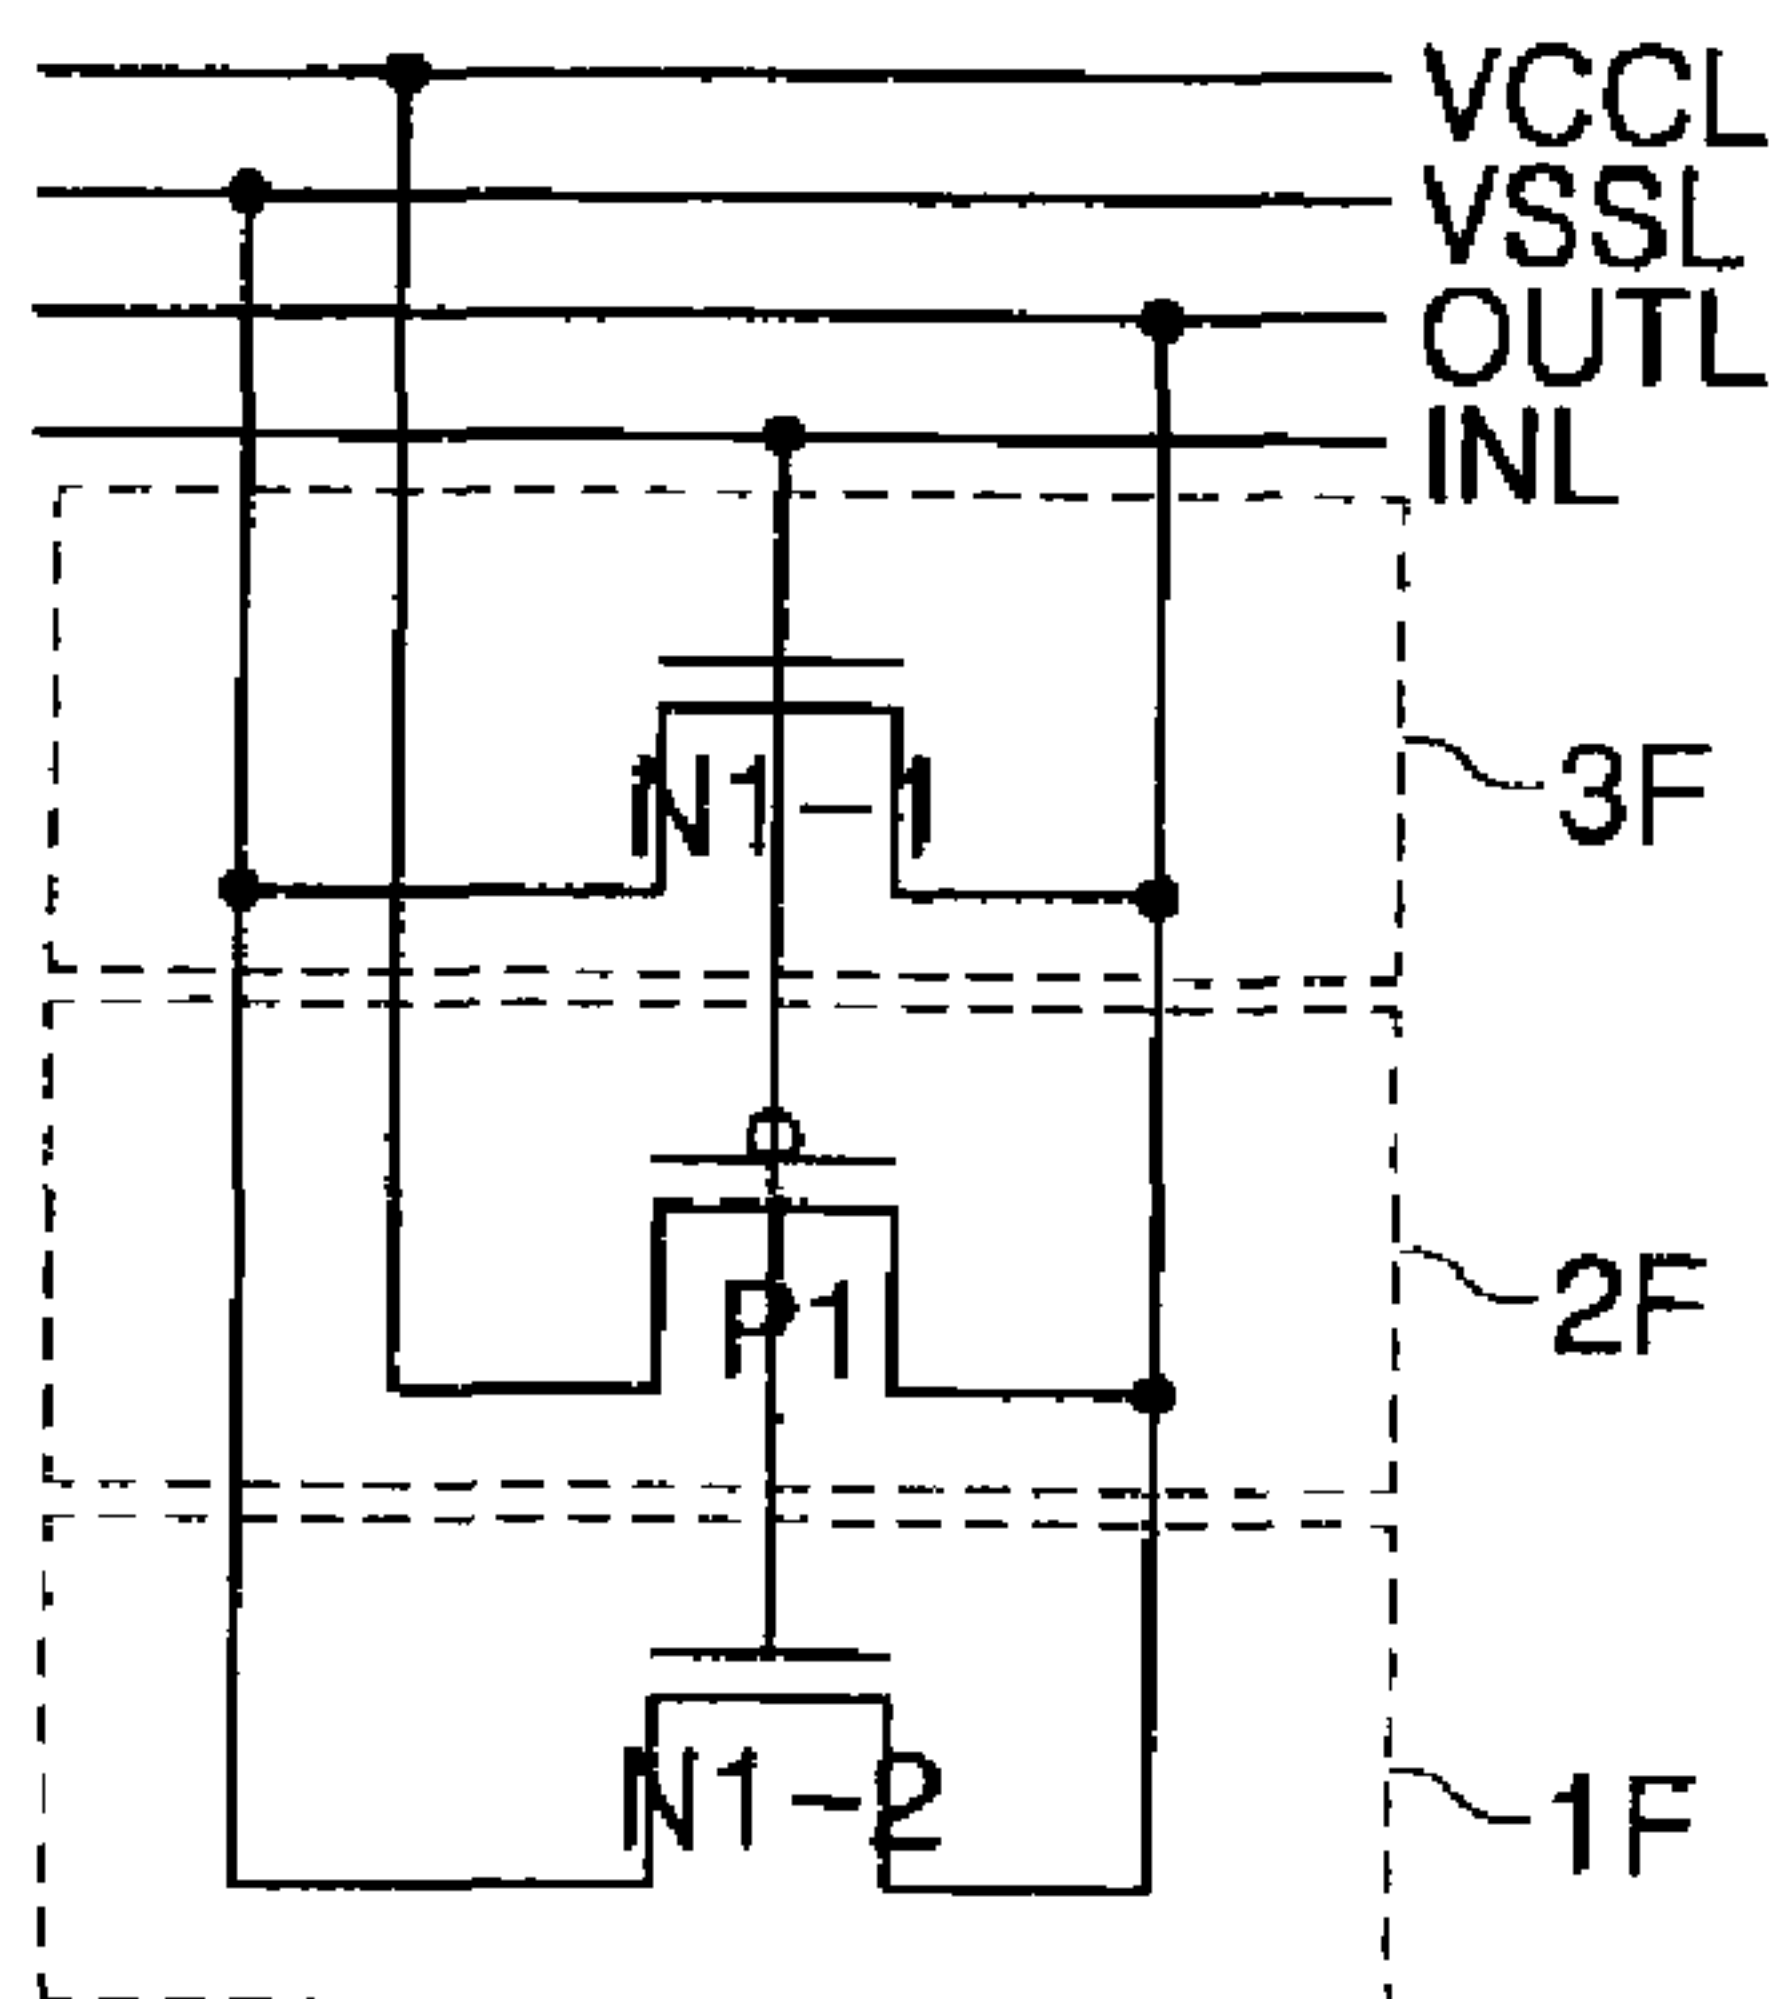 VCCL
VSSL
OUTL
INL
N1-1
3F
P1
2F
N1-2
1F